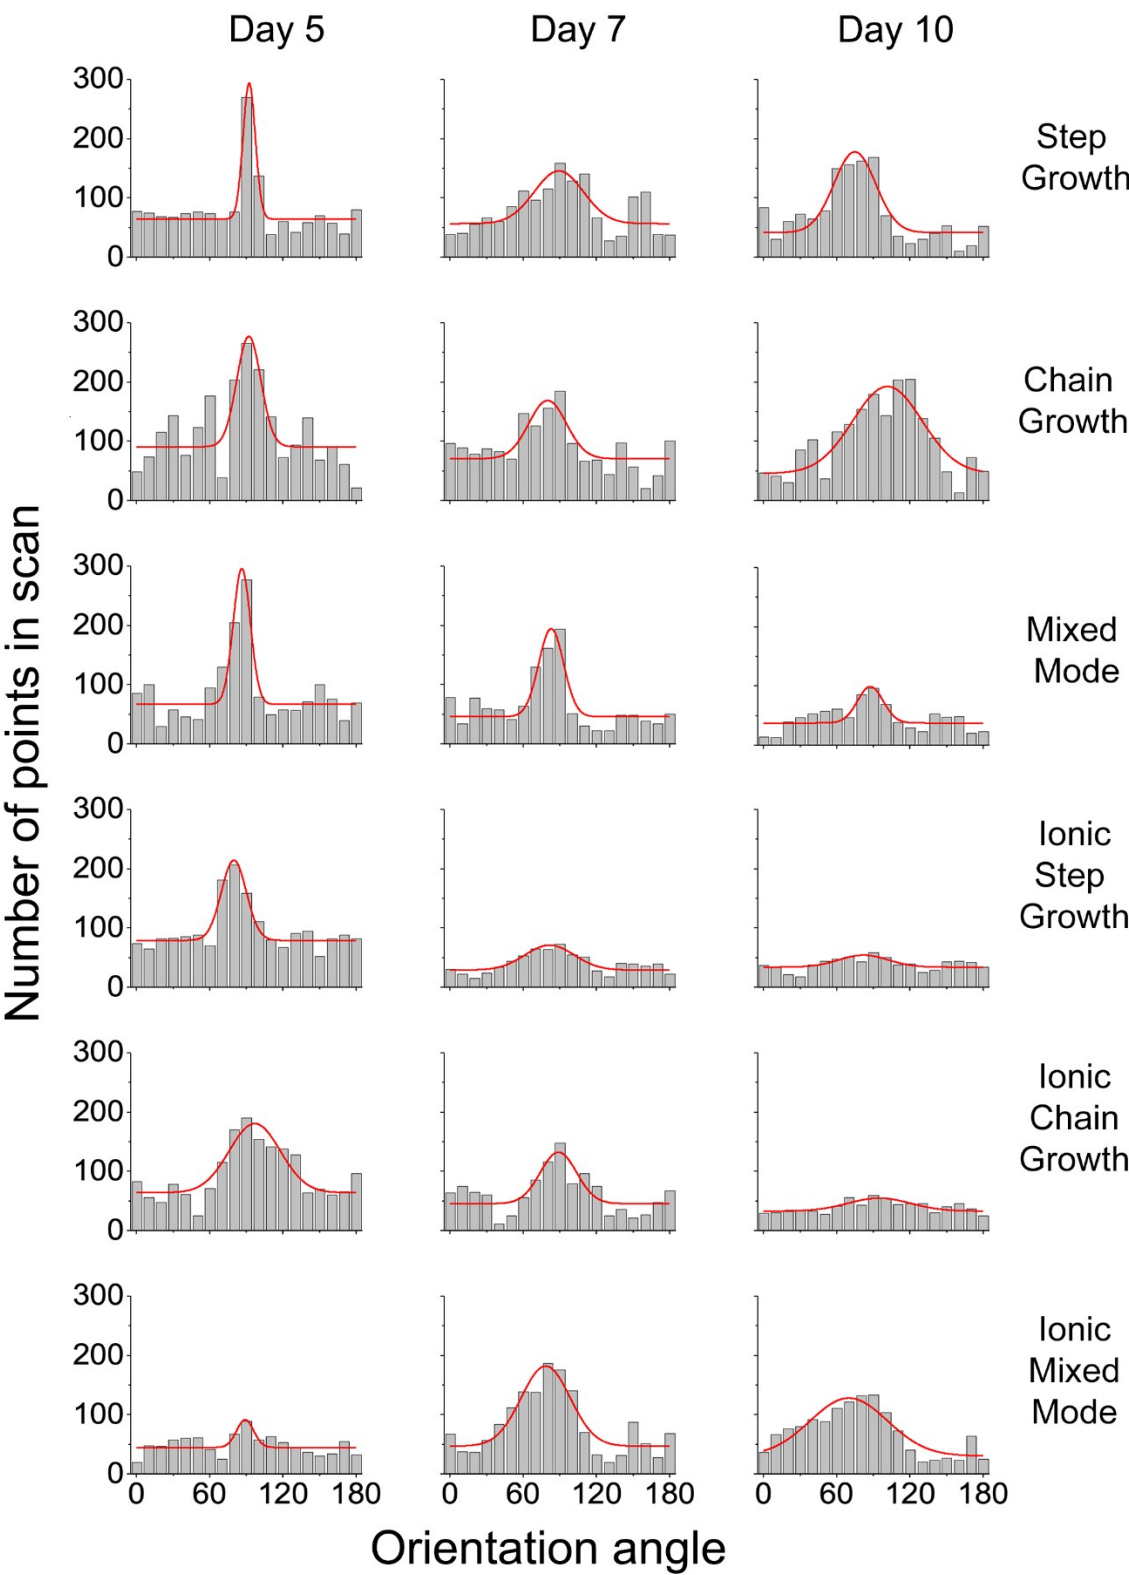 Day 5 Day 7 Day 10
300
200
100
0
Step
Growth
300
200
100
0
Chain
Growth
300
200
100
0
Mixed
Mode
300
200
100
0
Ionic
Step
Growth
300
200
100
0
Ionic
Chain
Growth
300
200
100
0
Ionic
Mixed
Mode
0 60 120 180 0 60 120 180 0 60 120 180
Number of points in scan
Orientation angle